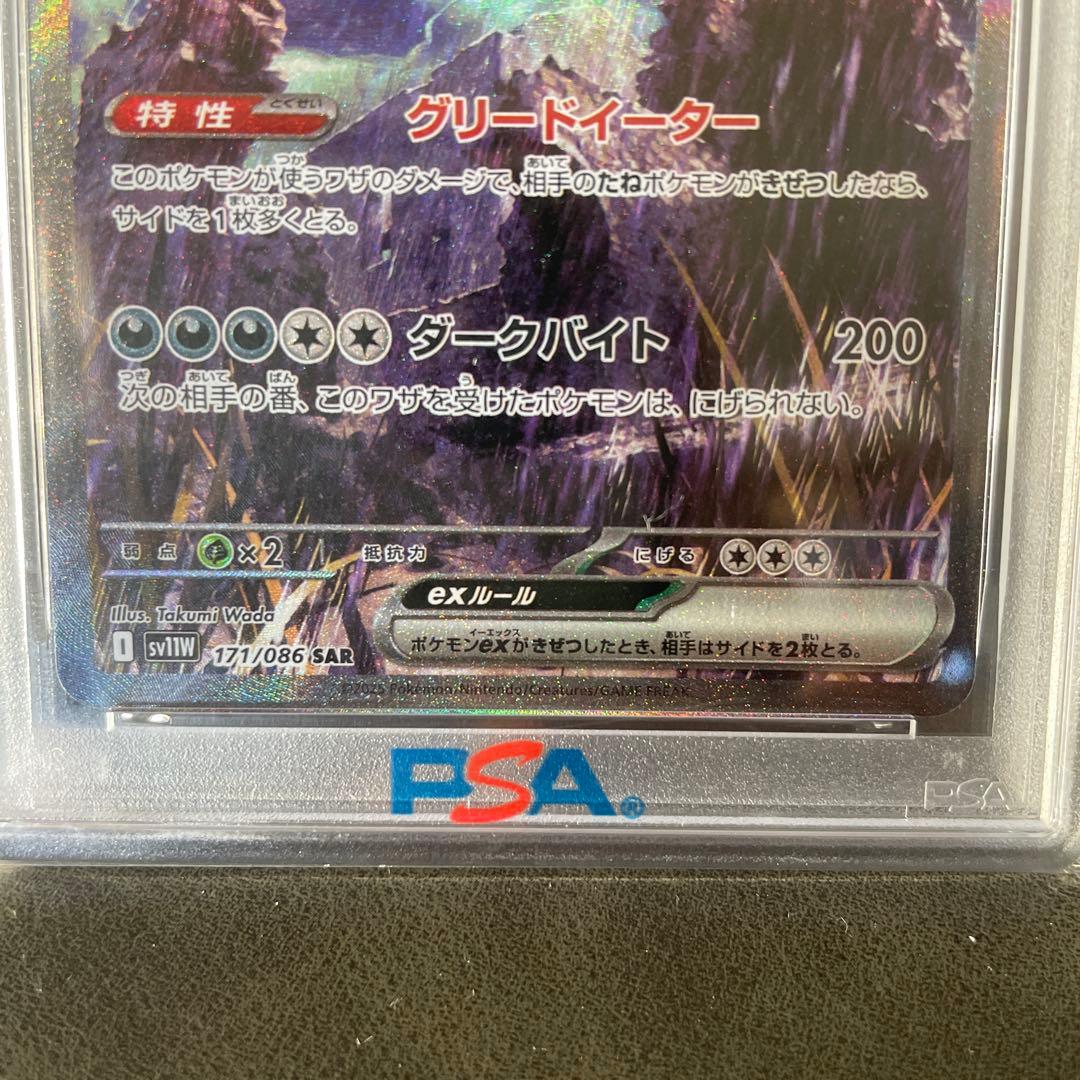 特性 とくせい グリードイーター
このポケモンが使うワザのダメージで、相手のたねポケモンがきぜつしたなら、
サイドを1枚多くとる。
ダークバイト 200
次の相手の番、このワザを受けたポケモンは、にげられない。
弱点 ×2 抵抗力 にげる
exルール
ポケモンexがきぜつしたとき、相手はサイドを2枚とる。
Illus. Takumi Wada
I sv11W 171/086 SAR
©2025 Pokémon/Nintendo/Creatures/GAME FREAK
PSA®
PSA